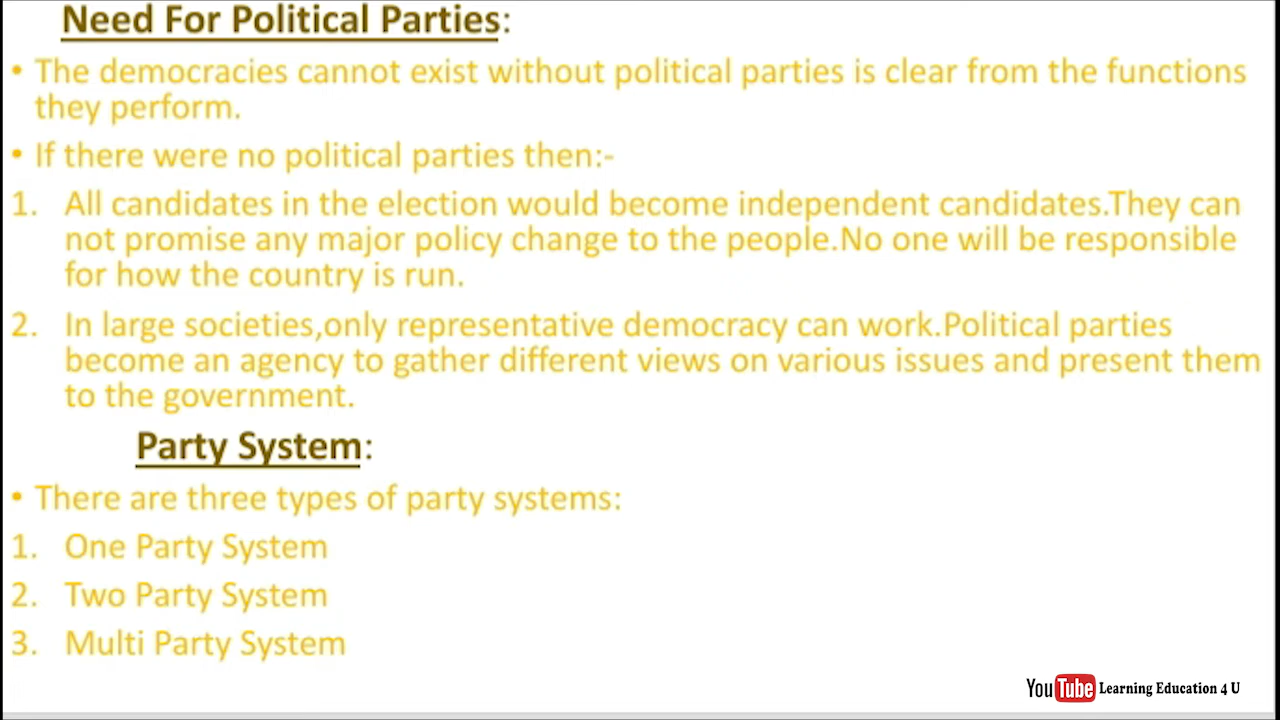 Need For Political Parties:
• The democracies cannot exist without political parties is clear from the functions
they perform.
• If there were no political parties then:-
1. All candidates in the election would become independent candidates.They can
not promise any major policy change to the people.No one will be responsible
for how the country is run.
2. In large societies,only representative democracy can work.Political parties
become an agency to gather different views on various issues and present them
to the government.
Party System:
• There are three types of party systems:
1. One Party System
2. Two Party System
3. Multi Party System
YouTube Learning Education 4 U